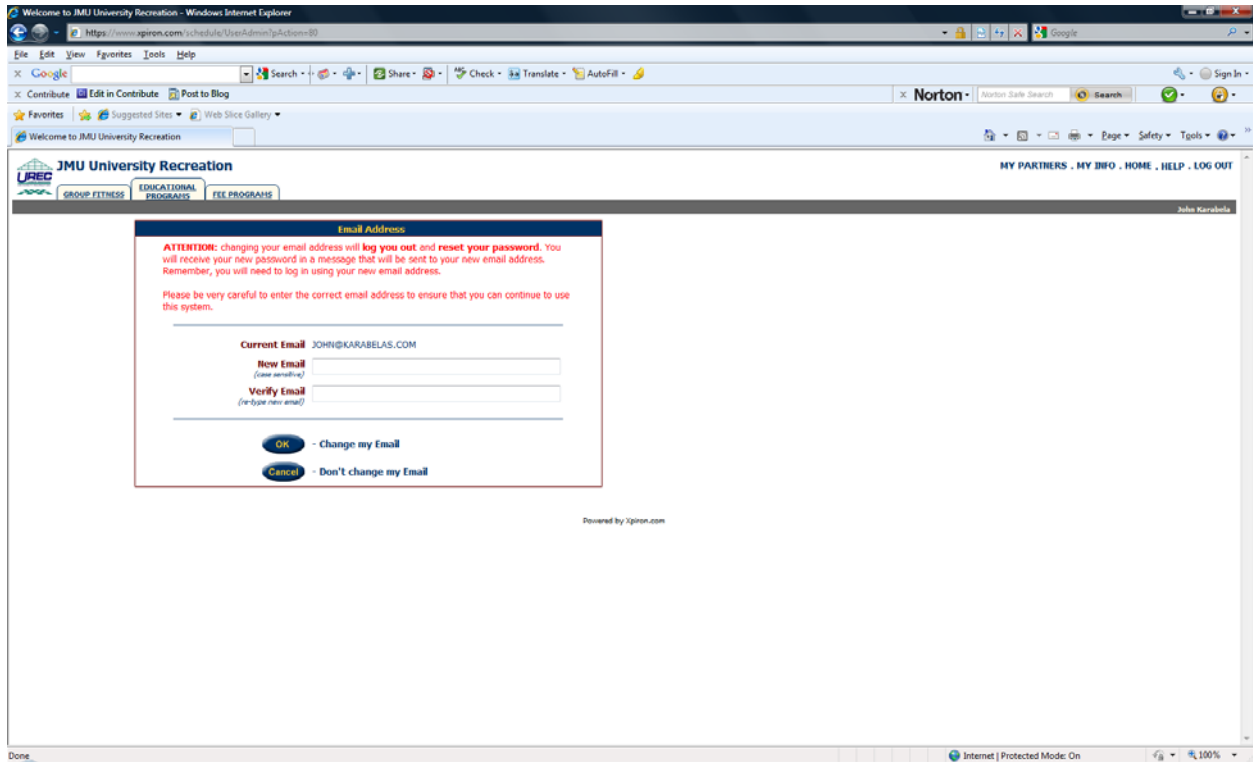 Welcome to JMU University Recreation - Windows Internet Explorer
https://www.xpiron.com/schedule/UserAdmin?pAction=80
Google
File Edit View Favorites Tools Help
x Google Search Share Check Translate AutoFill Sign In
x Contribute Edit in Contribute Post to Blog x Norton Norton Safe Search Search
Favorites Suggested Sites Web Slice Gallery
Welcome to JMU University Recreation Page Safety Tools
UREC JMU University Recreation MY PARTNERS . MY INFO . HOME . HELP . LOG OUT
GROUP FITNESS EDUCATIONAL PROGRAMS FEE PROGRAMS
John Karabela
Email Address
ATTENTION: changing your email address will log you out and reset your password. You
will receive your new password in a message that will be sent to your new email address.
Remember, you will need to log in using your new email address.
Please be very careful to enter the correct email address to ensure that you can continue to use
this system.
Current Email JOHN@KARABELAS.COM
New Email
(case sensitive)
Verify Email
(re-type new email)
OK - Change my Email
Cancel - Don't change my Email
Powered by Xpiron.com
Done Internet | Protected Mode: On 100%